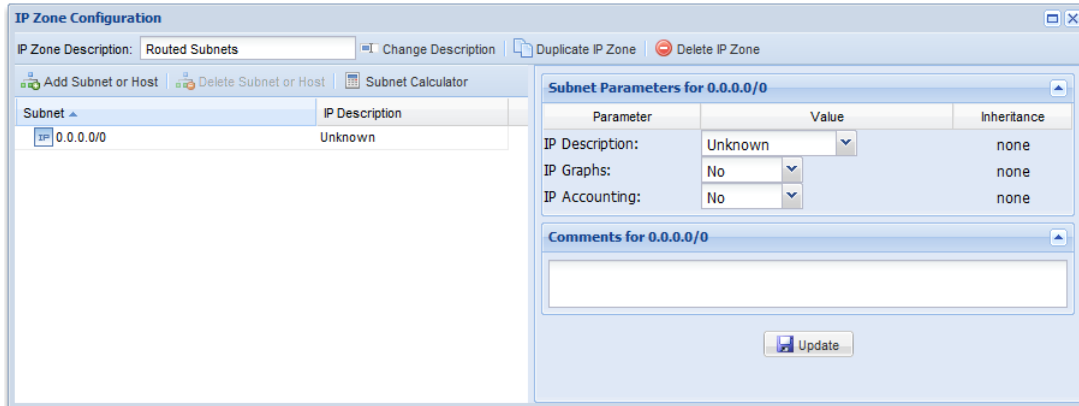 IP Zone Configuration
IP Zone Description: Routed Subnets Change Description Duplicate IP Zone Delete IP Zone
Add Subnet or Host Delete Subnet or Host Subnet Calculator
Subnet IP Description
IP 0.0.0.0/0 Unknown
Subnet Parameters for 0.0.0.0/0
Parameter Value Inheritance
IP Description: Unknown none
IP Graphs: No none
IP Accounting: No none
Comments for 0.0.0.0/0
Update